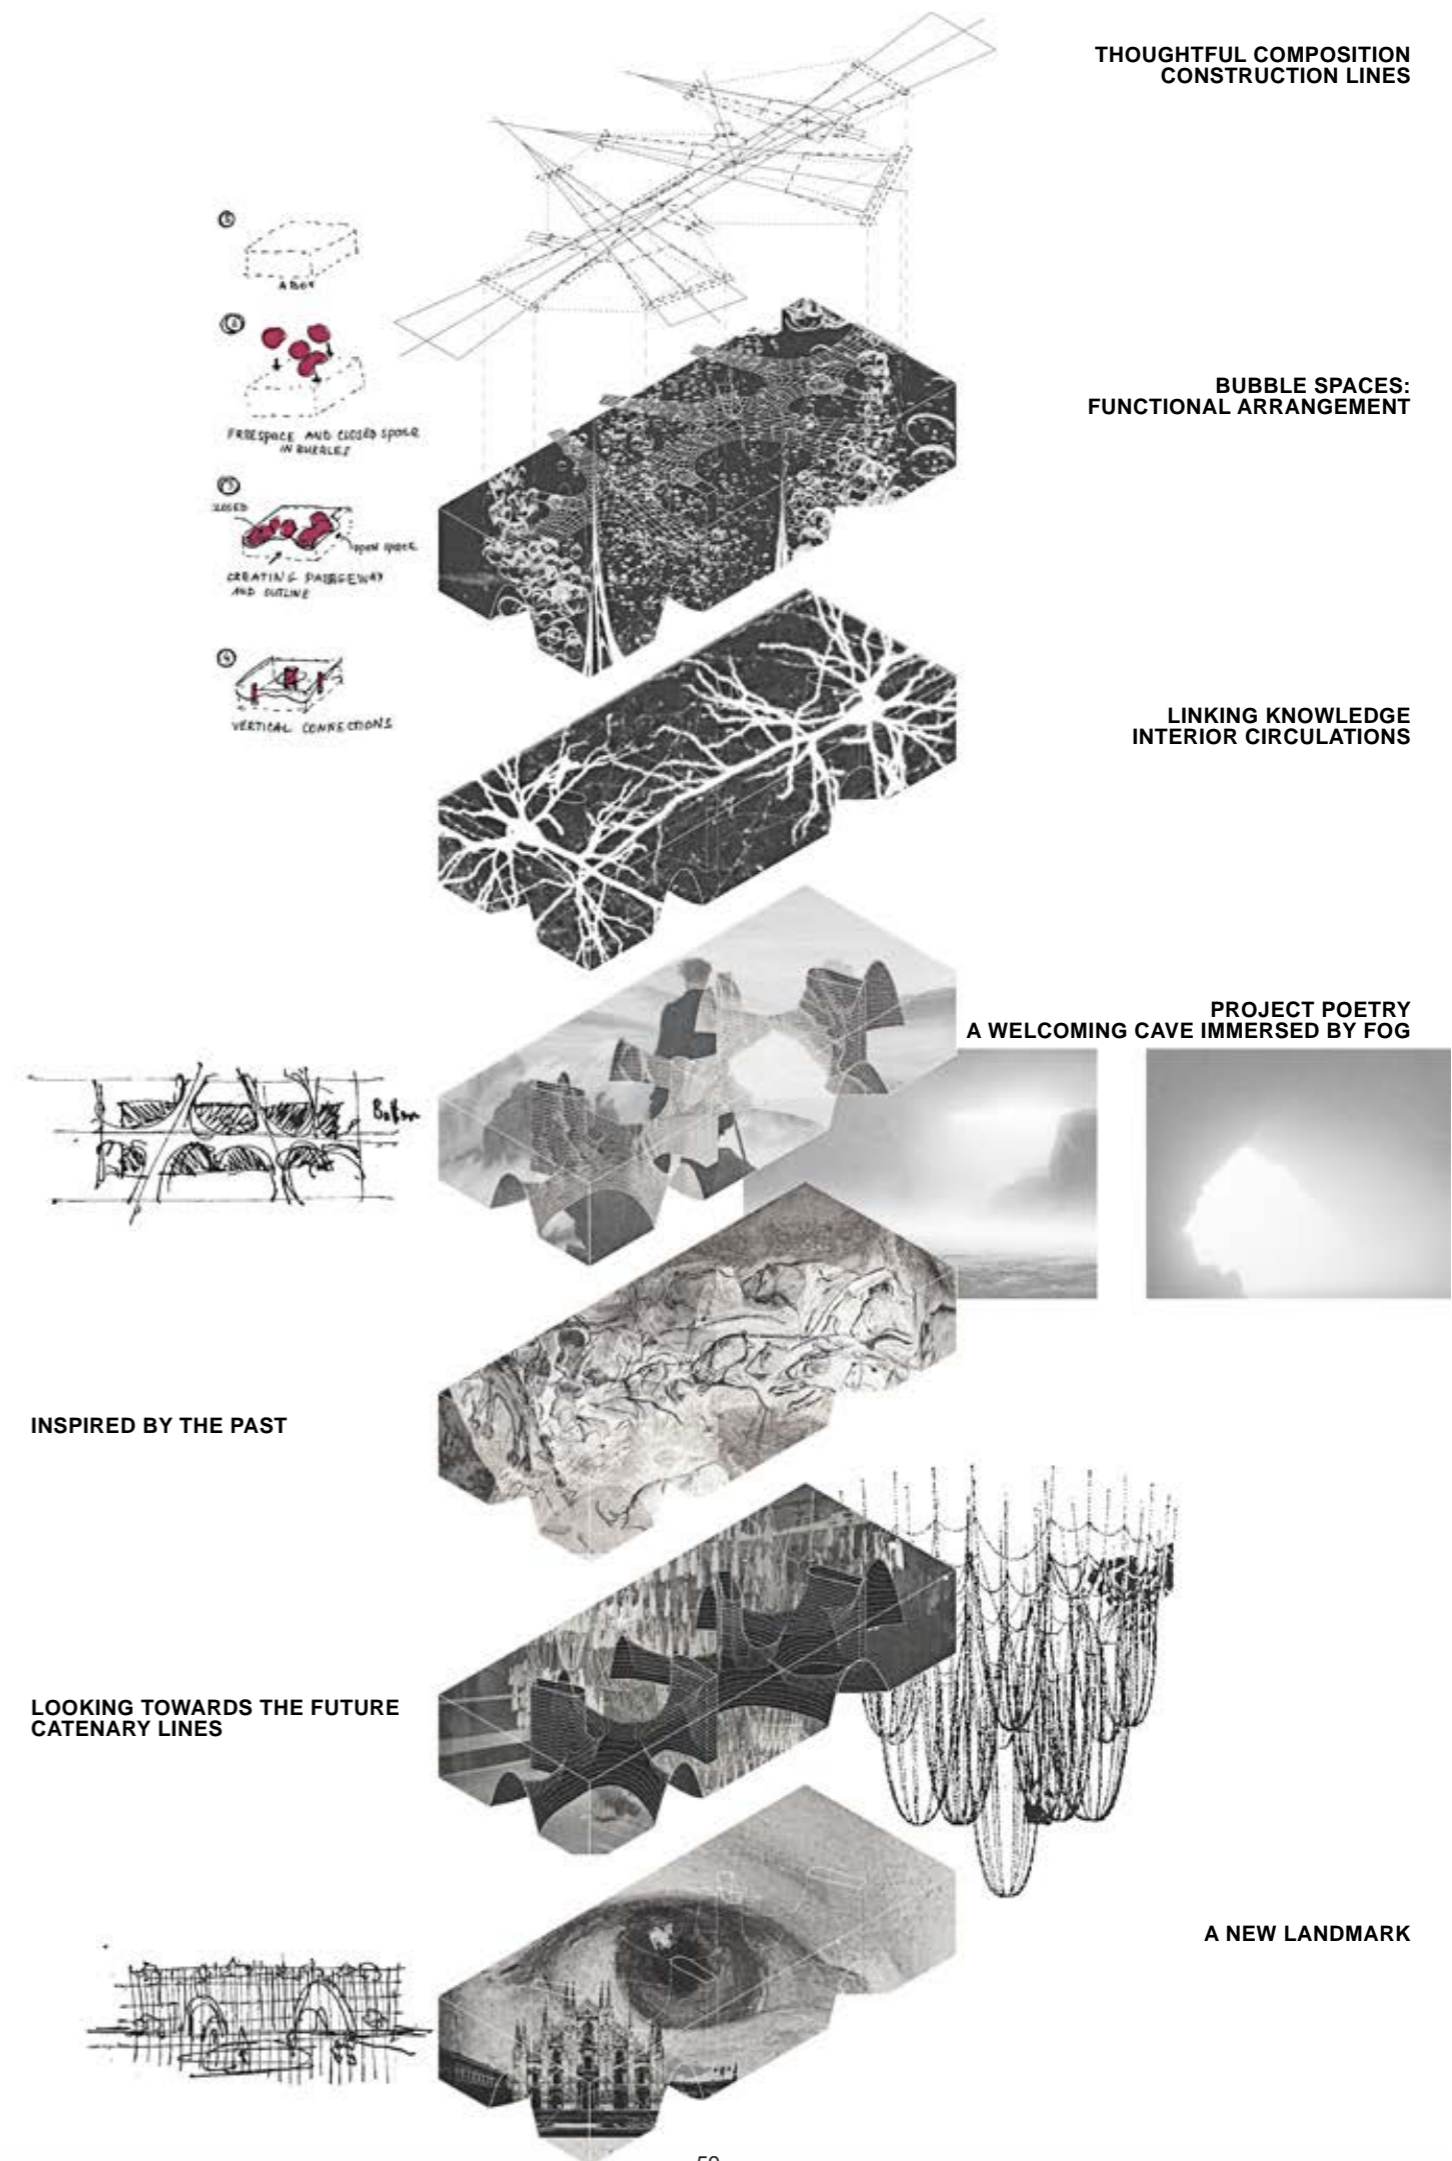 THOUGHTFUL COMPOSITION
CONSTRUCTION LINES
A BOX
FREESPACE AND CLOSED SPACE
IN BUBBLES
BUBBLE SPACES:
FUNCTIONAL ARRANGEMENT
CLOSED
OPEN SPACE
CREATING PASSAGEWAY
AND OUTLINE
4
VERTICAL CONNECTIONS
LINKING KNOWLEDGE
INTERIOR CIRCULATIONS
PROJECT POETRY
A WELCOMING CAVE IMMERSED BY FOG
INSPIRED BY THE PAST
LOOKING TOWARDS THE FUTURE
CATENARY LINES
A NEW LANDMARK